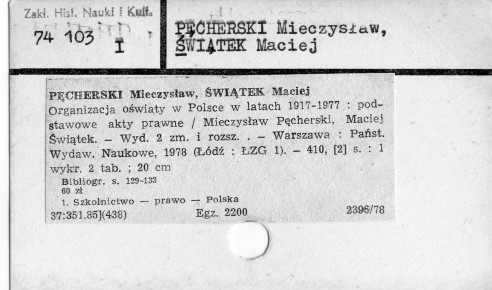 Zakł. Hist. Nauki i Kult.
74 103 I
PĘCHERSKI Mieczysław,
ŚWIĄTEK Maciej
PĘCHERSKI Mieczysław, ŚWIĄTEK Maciej
Organizacja oświaty w Polsce w latach 1917-1977 : pod-
stawowe akty prawne / Mieczysław Pęcherski, Maciej
Świątek. – Wyd. 2 zm. i rozsz. . – Warszawa : Państ.
Wydaw. Naukowe, 1978 (Łódź : ŁZG 1). – 410, [2] s. : 1
wykr. 2 tab. ; 20 cm
Bibliogr. s. 129-133
60 zł
1. Szkolnictwo — prawo — Polska
37:351.85](438) Egz. 2200 2396/78